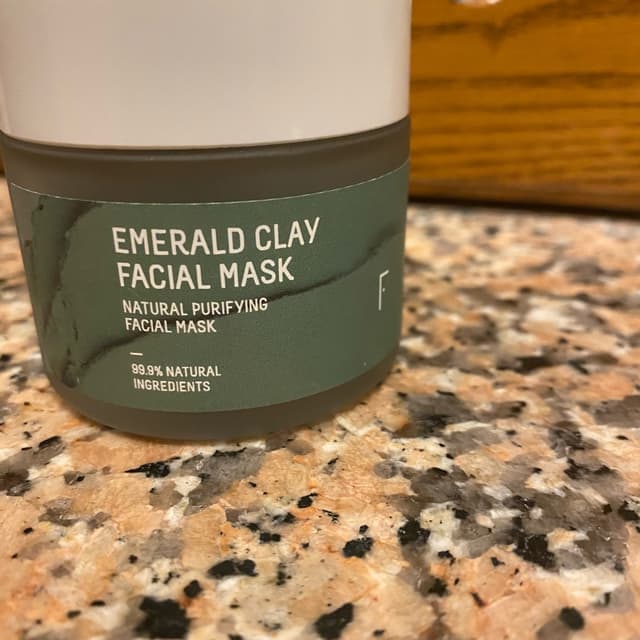 EMERALD CLAY
FACIAL MASK
NATURAL PURIFYING
FACIAL MASK
99.9% NATURAL
INGREDIENTS
F